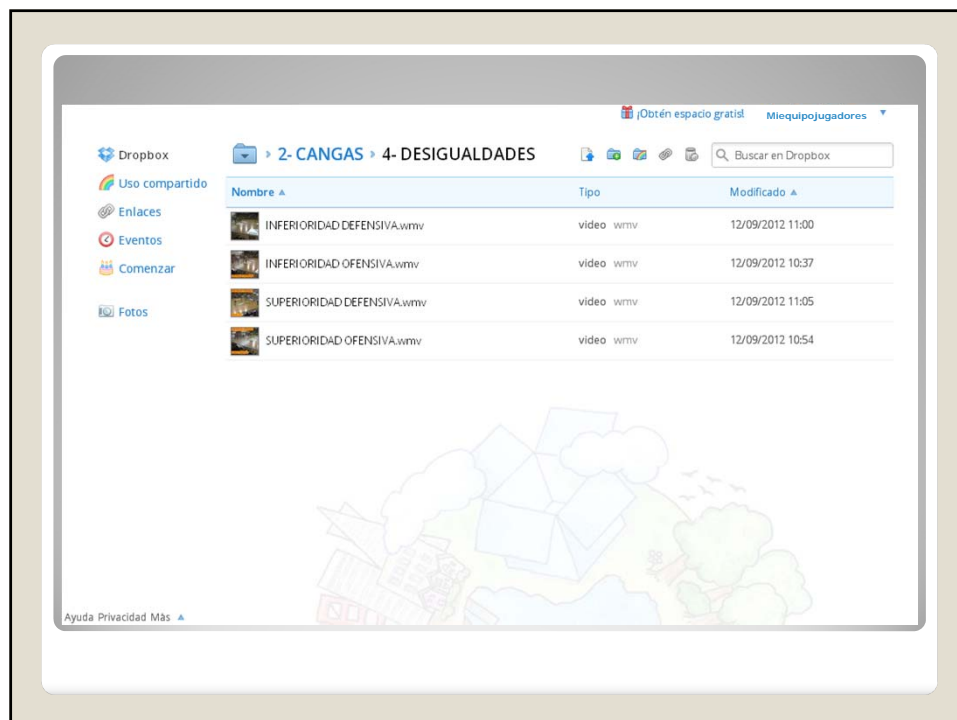 ¡Obtén espacio gratis! Miequipojugadores
Dropbox
Uso compartido
Enlaces
Eventos
Comenzar
Fotos
2- CANGAS › 4- DESIGUALDADES
Buscar en Dropbox
Nombre Tipo Modificado
INFERIORIDAD DEFENSIVA.wmv video wmv 12/09/2012 11:00
INFERIORIDAD OFENSIVA.wmv video wmv 12/09/2012 10:37
SUPERIORIDAD DEFENSIVA.wmv video wmv 12/09/2012 11:05
SUPERIORIDAD OFENSIVA.wmv video wmv 12/09/2012 10:54
Ayuda Privacidad Más